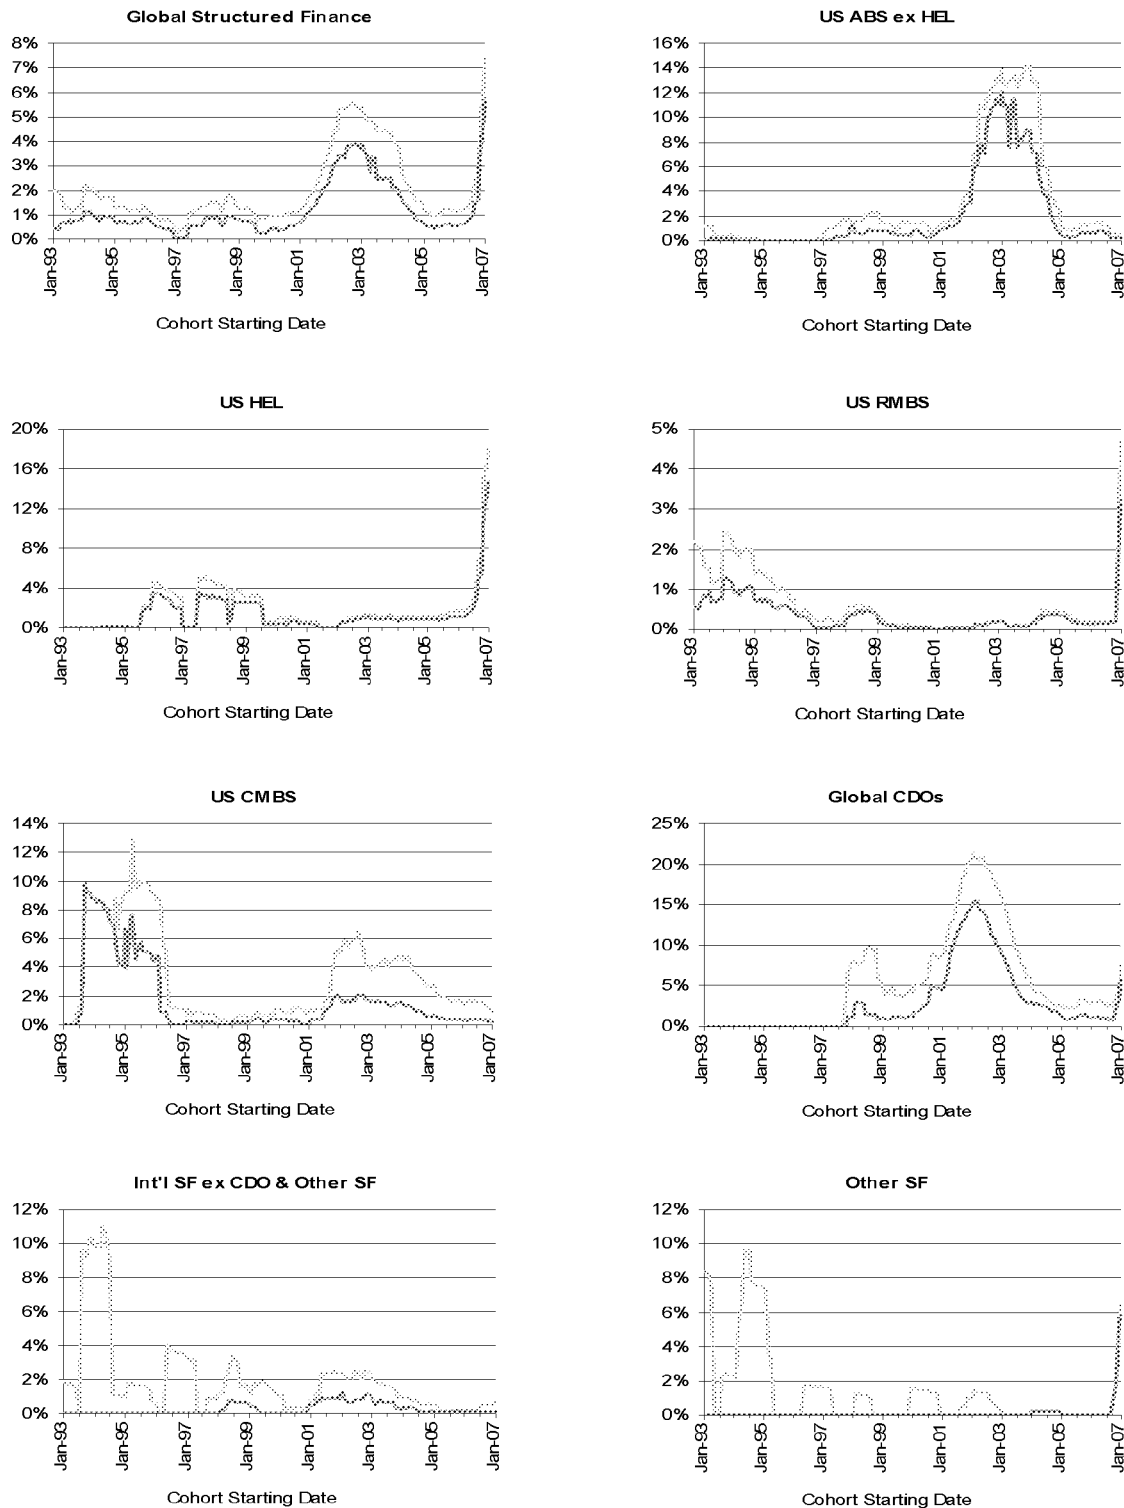 Global Structured Finance
8%
7%
6%
5%
4%
3%
2%
1%
0%
Jan-93
Jan-95
Jan-97
Jan-99
Jan-01
Jan-03
Jan-05
Jan-07
Cohort Starting Date
US ABS ex HEL
16%
14%
12%
10%
8%
6%
4%
2%
0%
Jan-93
Jan-95
Jan-97
Jan-99
Jan-01
Jan-03
Jan-05
Jan-07
Cohort Starting Date
US HEL
20%
16%
12%
8%
4%
0%
Jan-93
Jan-95
Jan-97
Jan-99
Jan-01
Jan-03
Jan-05
Jan-07
Cohort Starting Date
US RMBS
5%
4%
3%
2%
1%
0%
Jan-93
Jan-95
Jan-97
Jan-99
Jan-01
Jan-03
Jan-05
Jan-07
Cohort Starting Date
US CMBS
14%
12%
10%
8%
6%
4%
2%
0%
Jan-93
Jan-95
Jan-97
Jan-99
Jan-01
Jan-03
Jan-05
Jan-07
Cohort Starting Date
Global CDOs
25%
20%
15%
10%
5%
0%
Jan-93
Jan-95
Jan-97
Jan-99
Jan-01
Jan-03
Jan-05
Jan-07
Cohort Starting Date
Int'l SF ex CDO & Other SF
12%
10%
8%
6%
4%
2%
0%
Jan-93
Jan-95
Jan-97
Jan-99
Jan-01
Jan-03
Jan-05
Jan-07
Cohort Starting Date
Other SF
12%
10%
8%
6%
4%
2%
0%
Jan-93
Jan-95
Jan-97
Jan-99
Jan-01
Jan-03
Jan-05
Jan-07
Cohort Starting Date